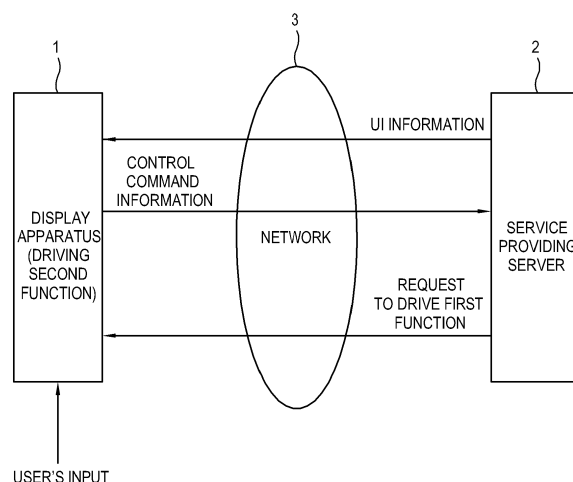 3
1
2
UI INFORMATION
CONTROL
COMMAND
INFORMATION
DISPLAY
APPARATUS
(DRIVING
SECOND
FUNCTION)
NETWORK
SERVICE
PROVIDING
SERVER
REQUEST
TO DRIVE FIRST
FUNCTION
USER'S INPUT